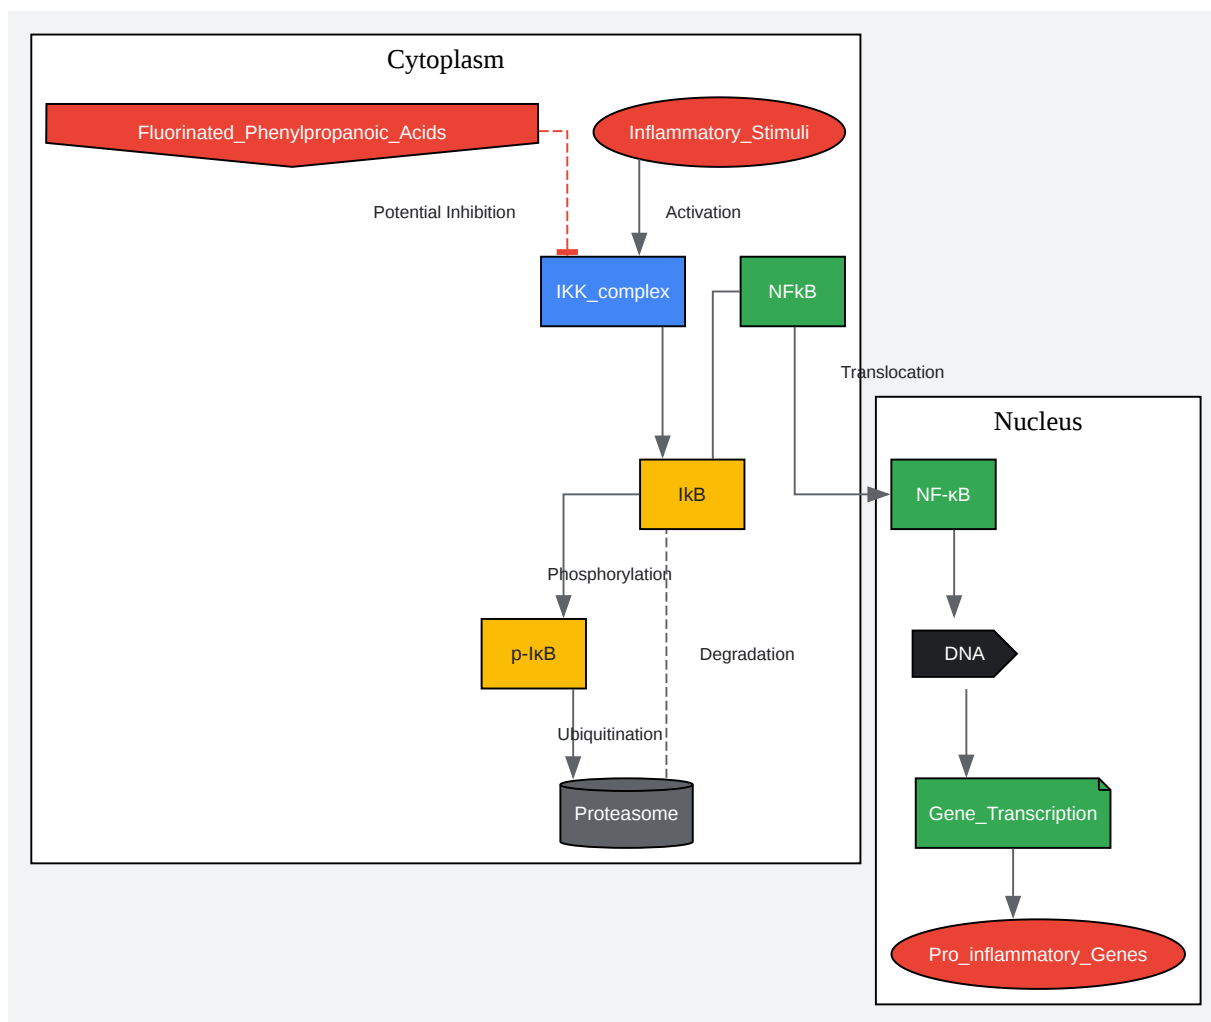 Cytoplasm
Fluorinated_Phenylpropanoic_Acids
Inflammatory_Stimuli
Potential Inhibition
Activation
IKK_complex
NFkB
Translocation
Nucleus
IkB
NF-κB
Phosphorylation
p-IκB
Degradation
DNA
Ubiquitination
Proteasome
Gene_Transcription
Pro_inflammatory_Genes